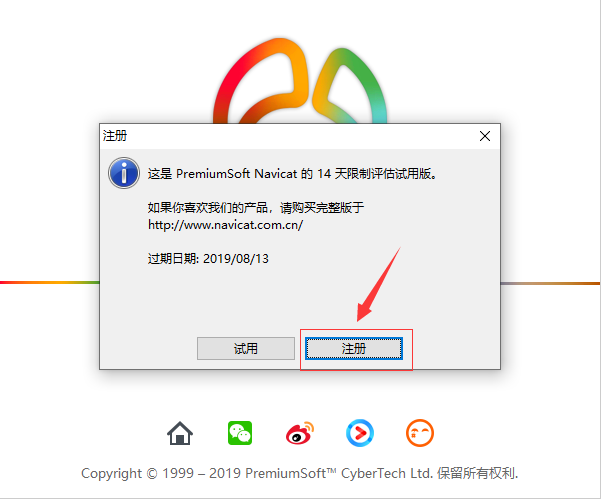 注册
这是 PremiumSoft Navicat 的 14 天限制评估试用版。
如果你喜欢我们的产品，请购买完整版于
http://www.navicat.com.cn/
过期日期: 2019/08/13
试用
注册
Copyright © 1999 – 2019 PremiumSoft™ CyberTech Ltd. 保留所有权利.